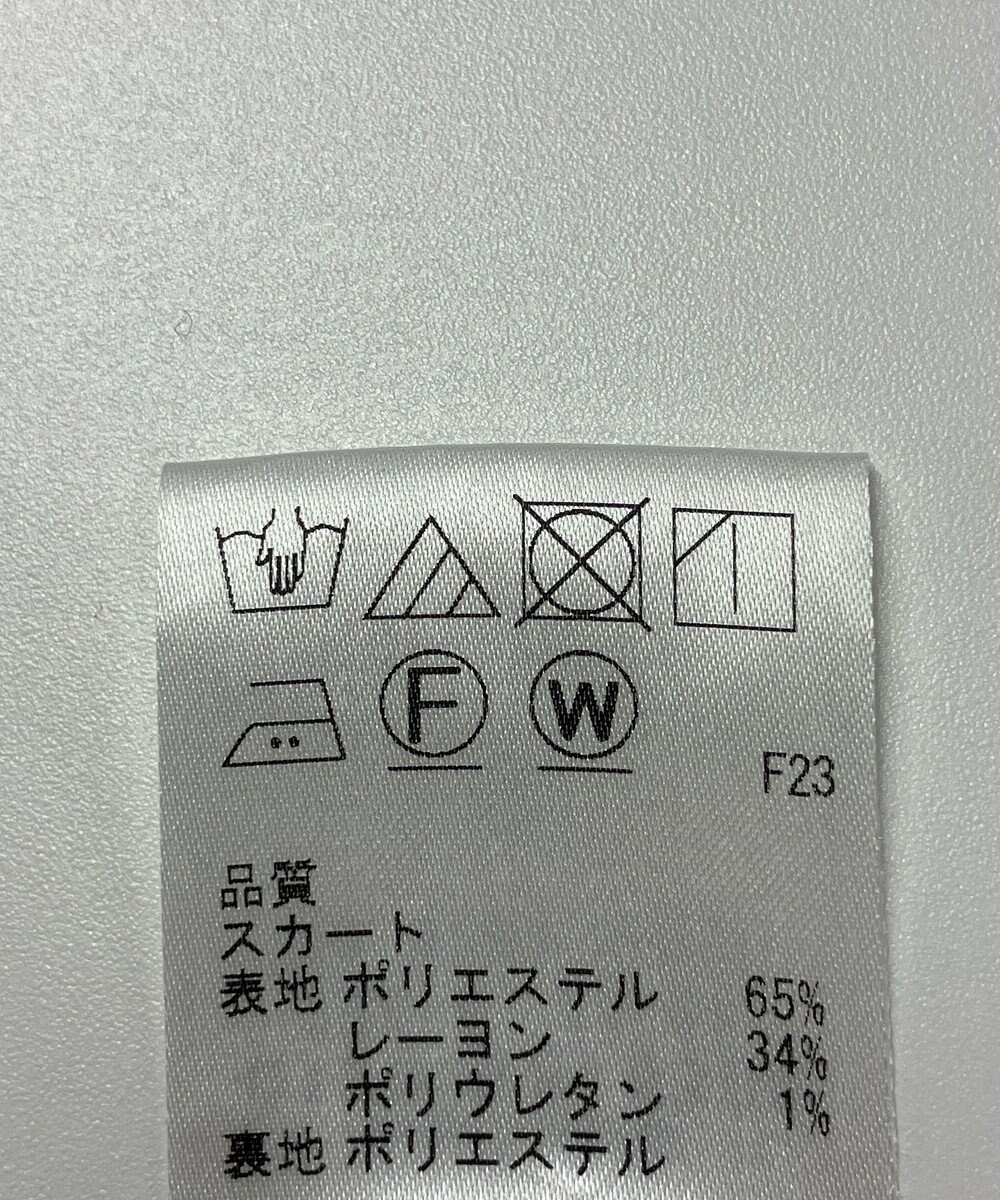 F W
F23
品質
スカート
表地 ポリエステル 65%
レーヨン 34%
ポリウレタン 1%
裏地 ポリエステル